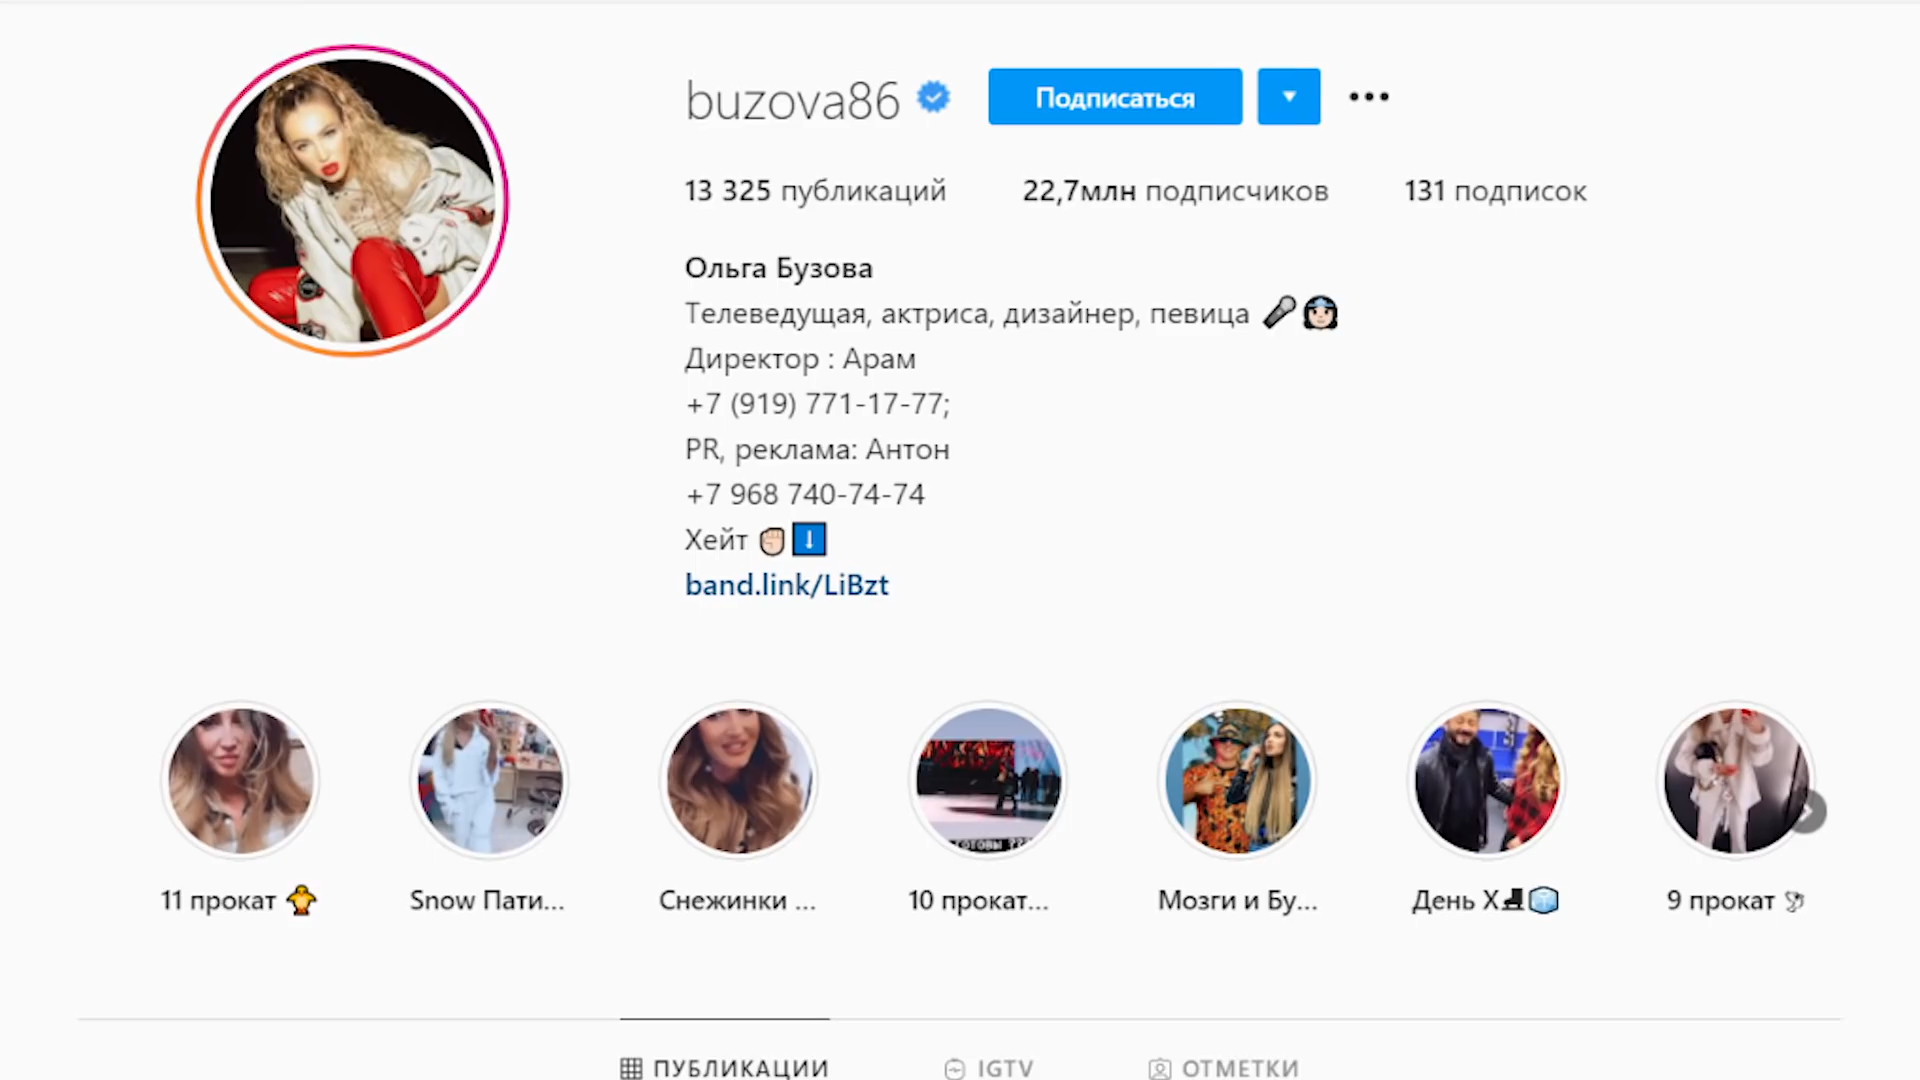 buzova86 Подписаться
13 325 публикаций 22,7млн подписчиков 131 подписок
Ольга Бузова
Телеведущая, актриса, дизайнер, певица
Директор : Арам
+7 (919) 771-17-77;
PR, реклама: Антон
+7 968 740-74-74
Хейт
band.link/LiBzt
готовы ???
11 прокат Snow Пати... Снежинки ... 10 прокат... Мозги и Бу... День Х 9 прокат
ПУБЛИКАЦИИ IGTV ОТМЕТКИ